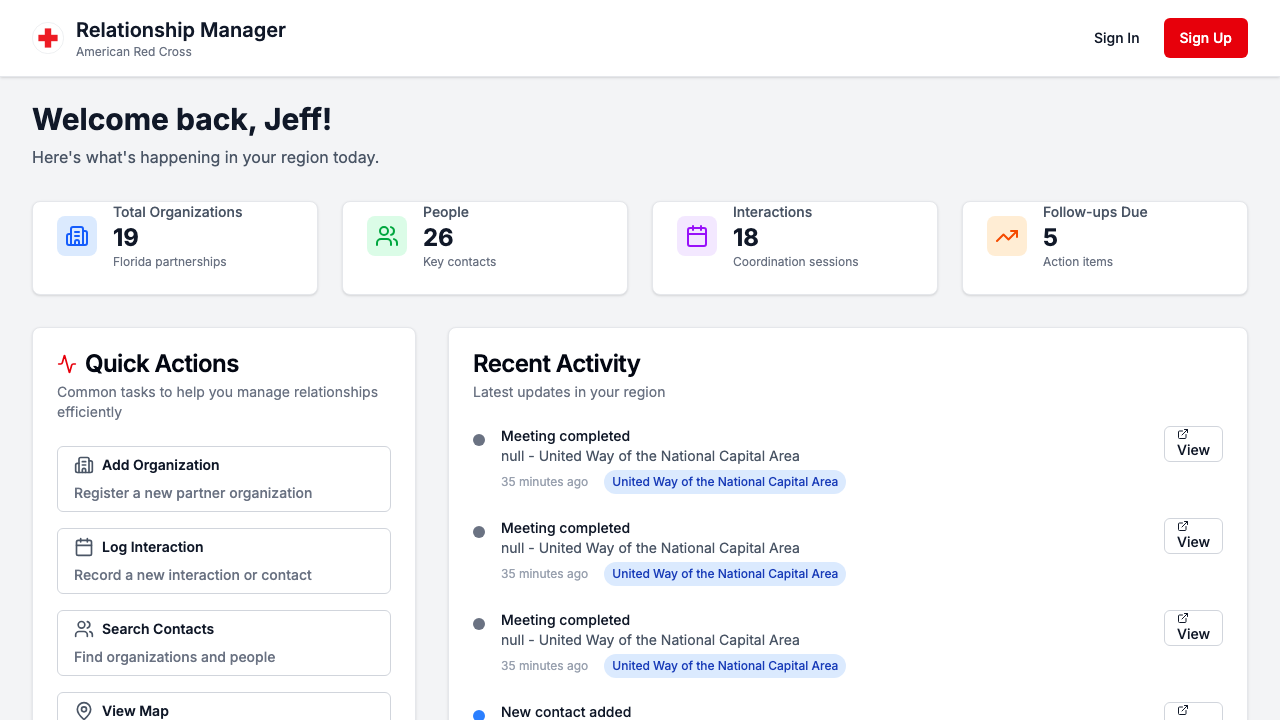 Relationship Manager
American Red Cross
Sign In
Sign Up
Welcome back, Jeff!
Here's what's happening in your region today.
Total Organizations
19
Florida partnerships
People
26
Key contacts
Interactions
18
Coordination sessions
Follow-ups Due
5
Action items
Quick Actions
Common tasks to help you manage relationships
efficiently
Add Organization
Register a new partner organization
Log Interaction
Record a new interaction or contact
Search Contacts
Find organizations and people
View Map
Recent Activity
Latest updates in your region
Meeting completed
null - United Way of the National Capital Area
35 minutes ago United Way of the National Capital Area
View
Meeting completed
null - United Way of the National Capital Area
35 minutes ago United Way of the National Capital Area
View
Meeting completed
null - United Way of the National Capital Area
35 minutes ago United Way of the National Capital Area
View
New contact added